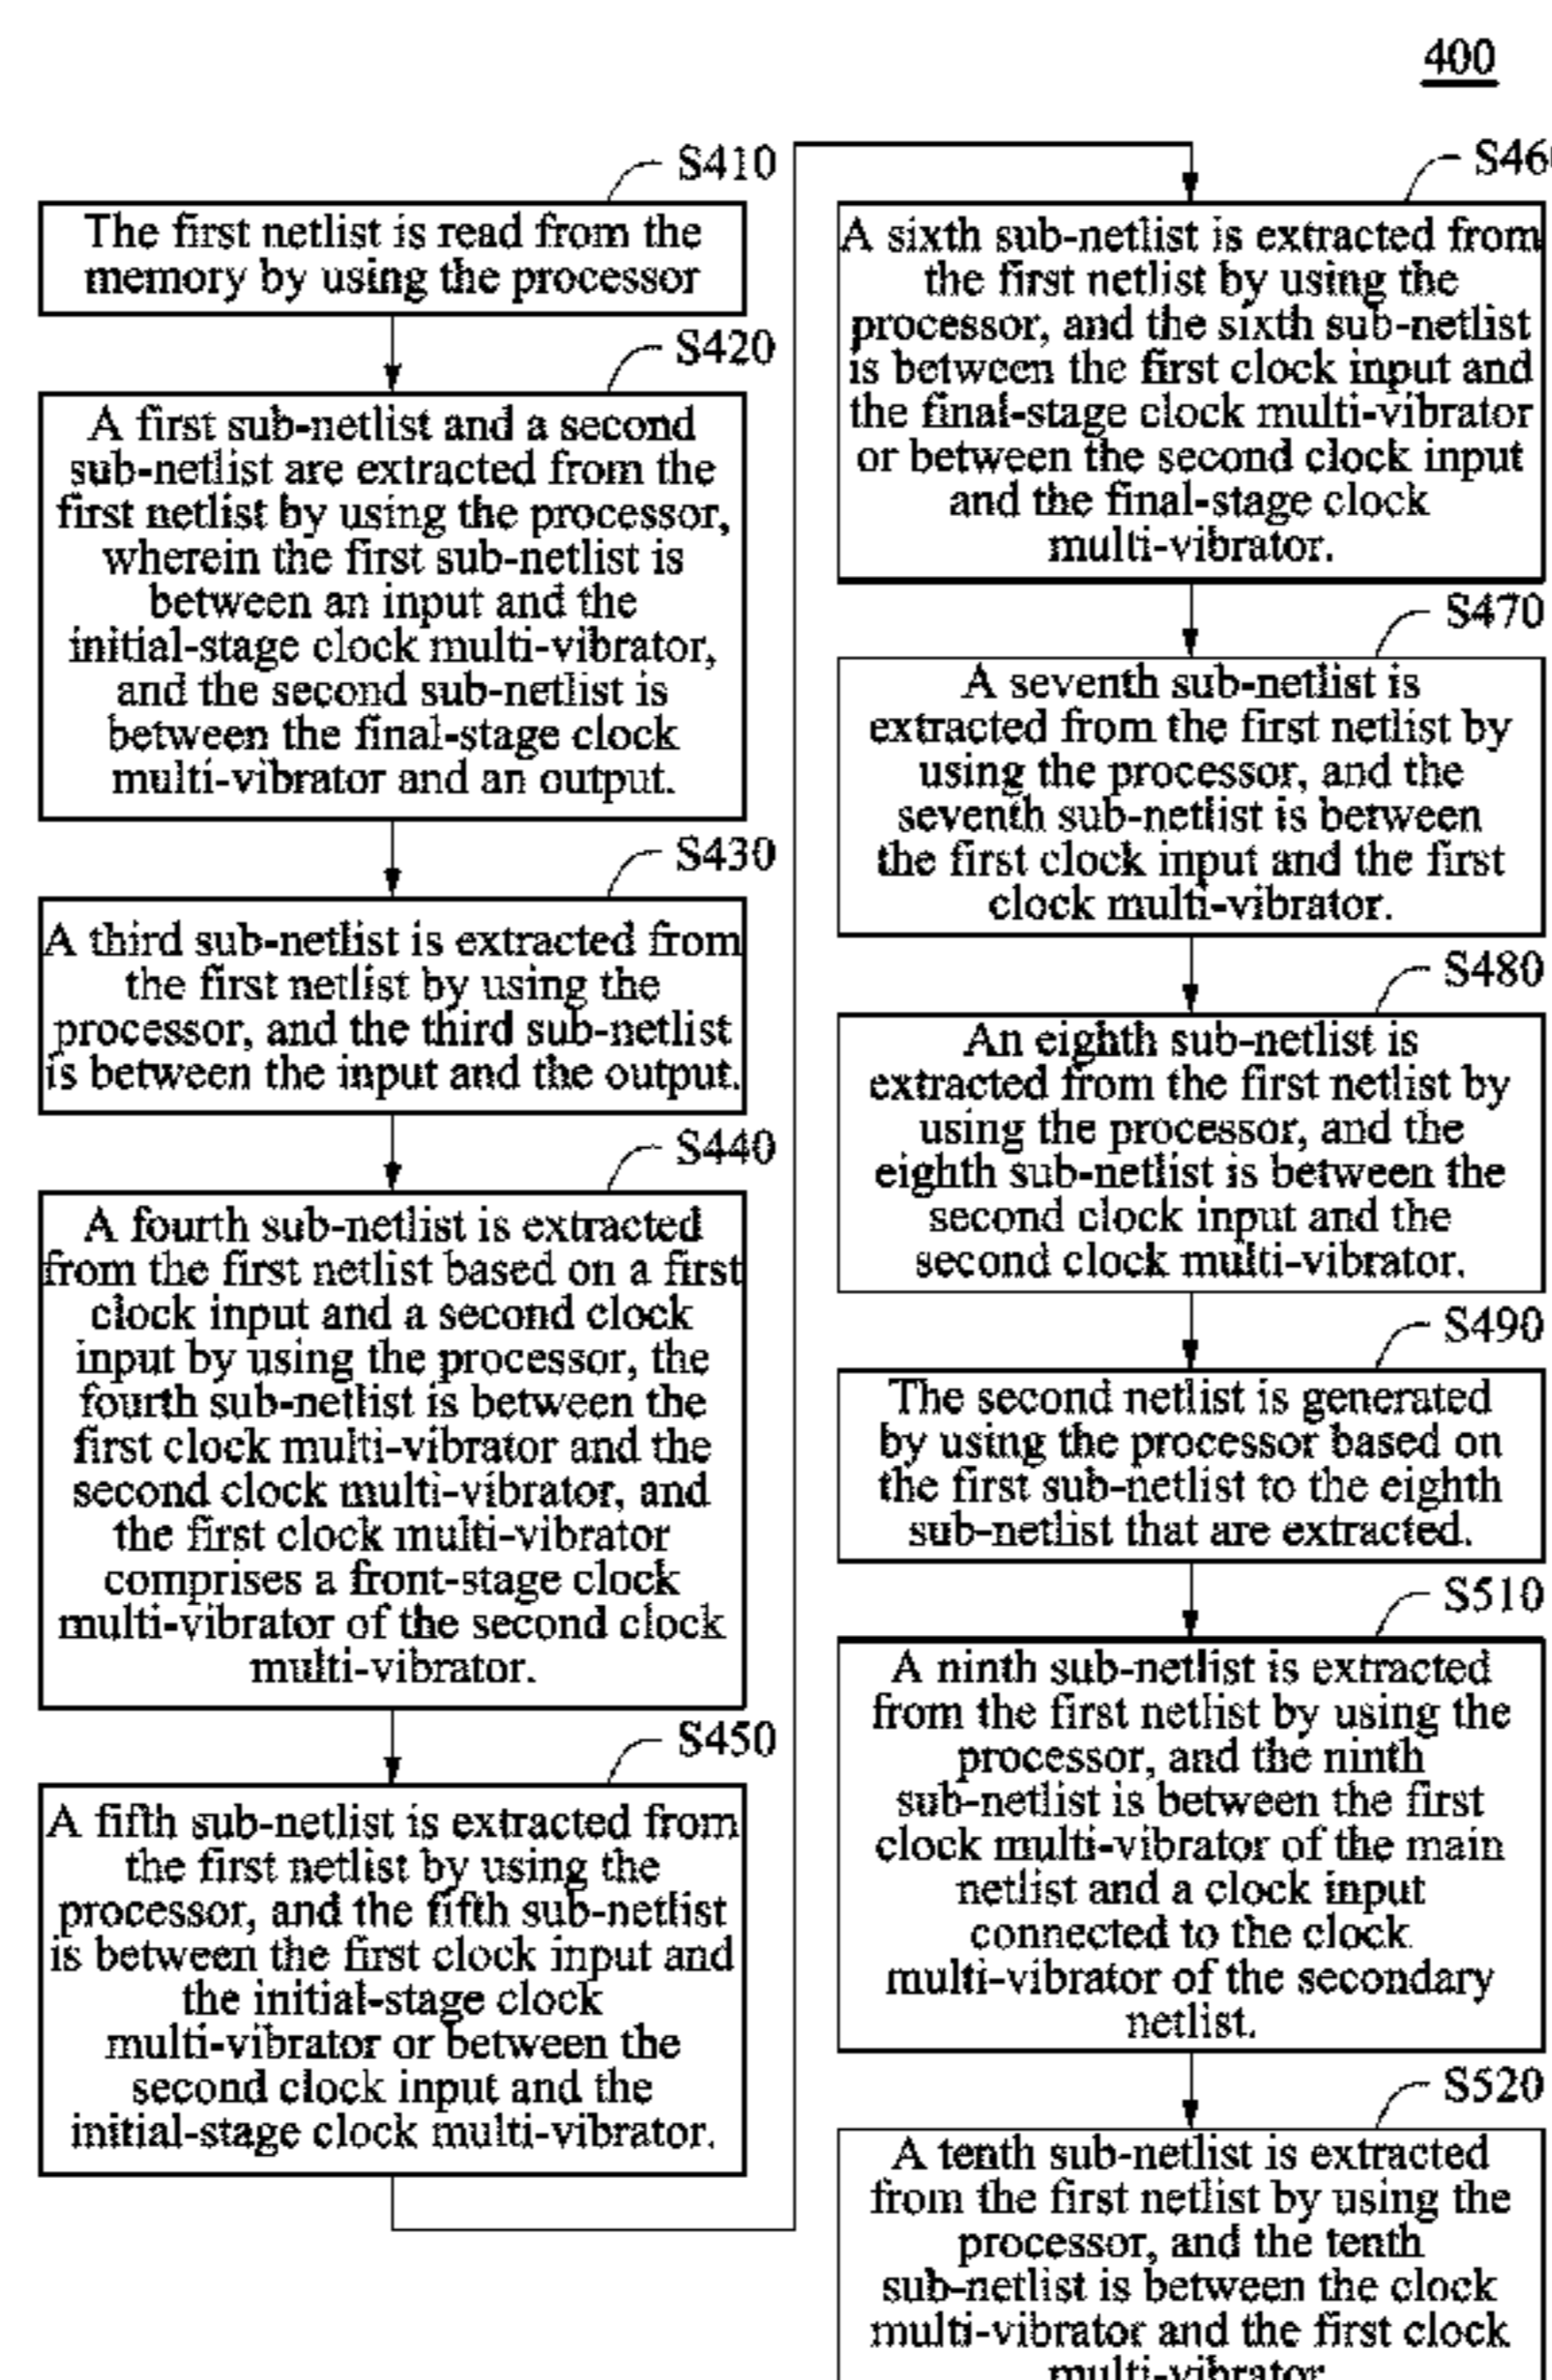 400
S410
The first netlist is read from the
memory by using the processor
S420
A first sub-netlist and a second
sub-netlist are extracted from the
first netlist by using the processor,
wherein the first sub-netlist is
between an input and the
initial-stage clock multi-vibrator,
and the second sub-netlist is
between the final-stage clock
multi-vibrator and an output.
S430
A third sub-netlist is extracted from
the first netlist by using the
processor, and the third sub-netlist
is between the input and the output.
S440
A fourth sub-netlist is extracted
from the first netlist based on a first
clock input and a second clock
input by using the processor, the
fourth sub-netlist is between the
first clock multi-vibrator and the
second clock multi-vibrator, and
the first clock multi-vibrator
comprises a front-stage clock
multi-vibrator of the second clock
multi-vibrator.
S450
A fifth sub-netlist is extracted from
the first netlist by using the
processor, and the fifth sub-netlist
is between the first clock input and
the initial-stage clock
multi-vibrator or between the
second clock input and the
initial-stage clock multi-vibrator.
S460
A sixth sub-netlist is extracted from
the first netlist by using the
processor, and the sixth sub-netlist
is between the first clock input and
the final-stage clock multi-vibrator
or between the second clock input
and the final-stage clock
multi-vibrator.
S470
A seventh sub-netlist is
extracted from the first netlist by
using the processor, and the
seventh sub-netlist is between
the first clock input and the first
clock multi-vibrator.
S480
An eighth sub-netlist is
extracted from the first netlist by
using the processor, and the
eighth sub-netlist is between the
second clock input and the
second clock multi-vibrator.
S490
The second netlist is generated
by using the processor based on
the first sub-netlist to the eighth
sub-netlist that are extracted.
S510
A ninth sub-netlist is extracted
from the first netlist by using the
processor, and the ninth
sub-netlist is between the first
clock multi-vibrator of the main
netlist and a clock input
connected to the clock
multi-vibrator of the secondary
netlist.
S520
A tenth sub-netlist is extracted
from the first netlist by using the
processor, and the tenth
sub-netlist is between the clock
multi-vibrator and the first clock
multi-vibrator